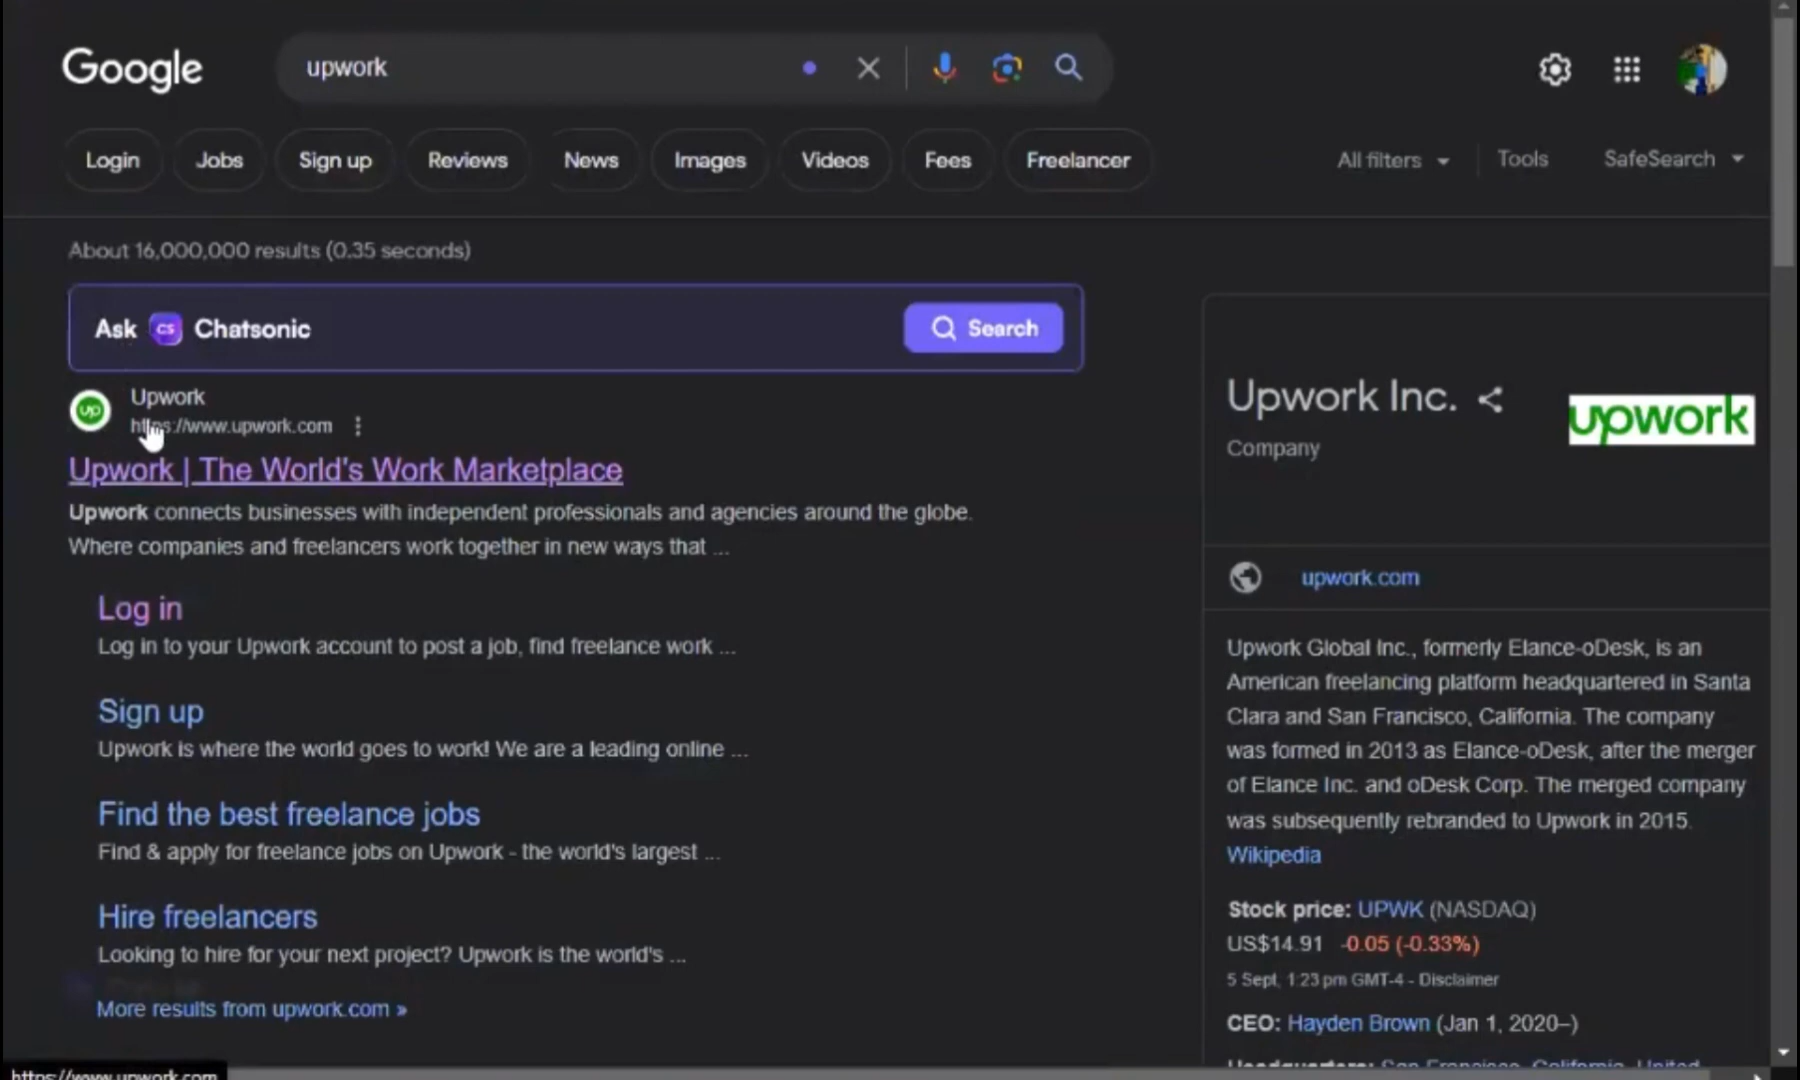 Google
upwork
Login
Jobs
Sign up
Reviews
News
Images
Videos
Fees
Freelancer
All filters
Tools
SafeSearch
About 16,000,000 results (0.35 seconds)
Ask CS Chatsonic
Search
up
Upwork
https://www.upwork.com
Upwork | The World's Work Marketplace
Upwork connects businesses with independent professionals and agencies around the globe.
Where companies and freelancers work together in new ways that ...
Log in
Log in to your Upwork account to post a job, find freelance work ...
Sign up
Upwork is where the world goes to work! We are a leading online ...
Find the best freelance jobs
Find & apply for freelance jobs on Upwork - the world's largest ...
Hire freelancers
Looking to hire for your next project? Upwork is the world's ...
More results from upwork.com »
https://www.upwork.com
Upwork Inc.
Company
upwork
upwork.com
Upwork Global Inc., formerly Elance-oDesk, is an
American freelancing platform headquartered in Santa
Clara and San Francisco, California. The company
was formed in 2013 as Elance-oDesk, after the merger
of Elance Inc. and oDesk Corp. The merged company
was subsequently rebranded to Upwork in 2015.
Wikipedia
Stock price: UPWK (NASDAQ)
US$14.91 -0.05 (-0.33%)
5 Sept, 1:23 pm GMT-4 - Disclaimer
CEO: Hayden Brown (Jan 1, 2020–)
Headquarters: San Francisco, California, United